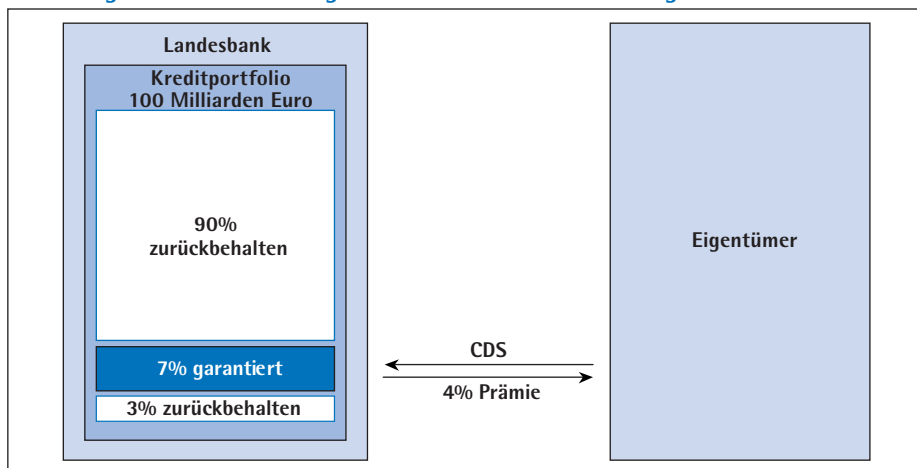 Landesbank
Kreditportfolio
100 Milliarden Euro
90%
zurückbehalten
7% garantiert
3% zurückbehalten
CDS
4% Prämie
Eigentümer